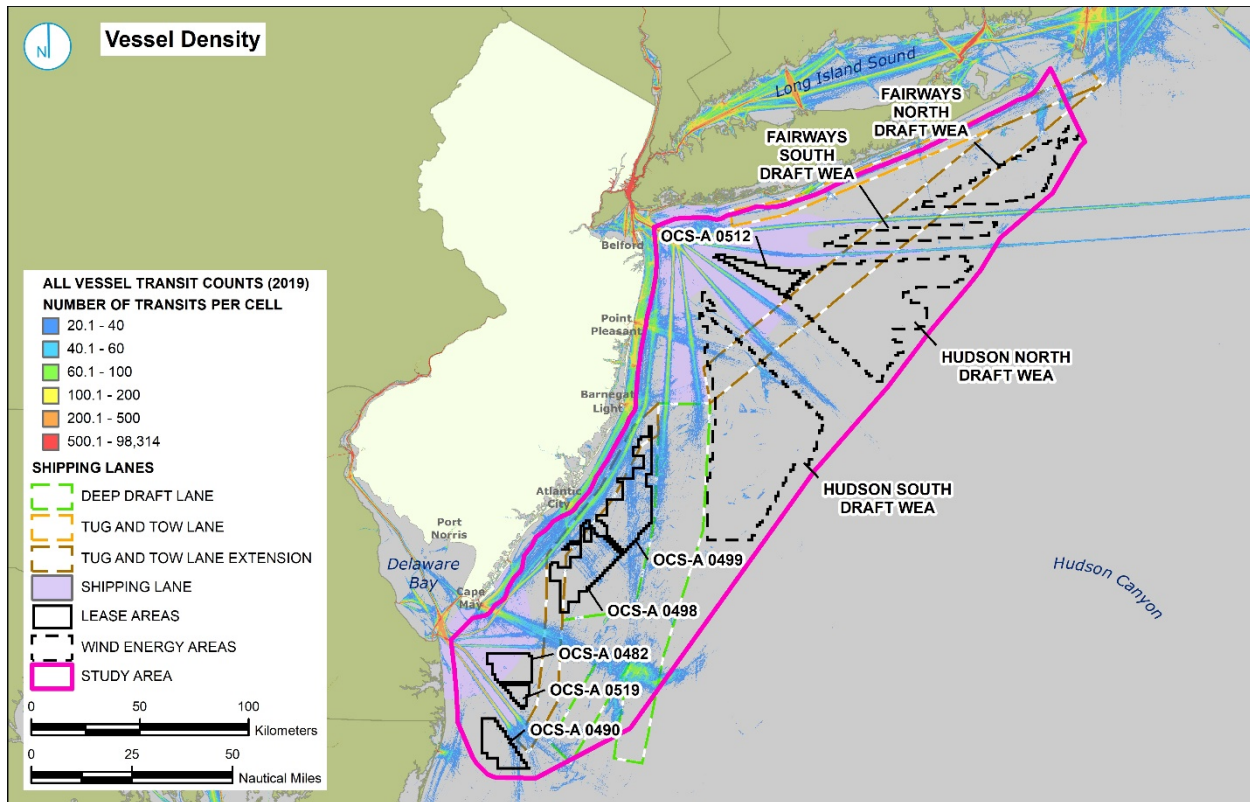 N
Vessel Density
Long Island Sound
FAIRWAYS
NORTH
DRAFT WEA
FAIRWAYS
SOUTH
DRAFT WEA
OCS-A 0512
Belford
Point
Pleasant
Barnegat
Light
HUDSON NORTH
DRAFT WEA
HUDSON SOUTH
DRAFT WEA
Atlantic
City
Port
Norris
Delaware
Bay
Cape
May
OCS-A 0499
OCS-A 0498
OCS-A 0482
OCS-A 0519
OCS-A 0490
Hudson Canyon
ALL VESSEL TRANSIT COUNTS (2019)
NUMBER OF TRANSITS PER CELL
20.1 - 40
40.1 - 60
60.1 - 100
100.1 - 200
200.1 - 500
500.1 - 98,314
SHIPPING LANES
DEEP DRAFT LANE
TUG AND TOW LANE
TUG AND TOW LANE EXTENSION
SHIPPING LANE
LEASE AREAS
WIND ENERGY AREAS
STUDY AREA
0 50 100
Kilometers
0 25 50
Nautical Miles